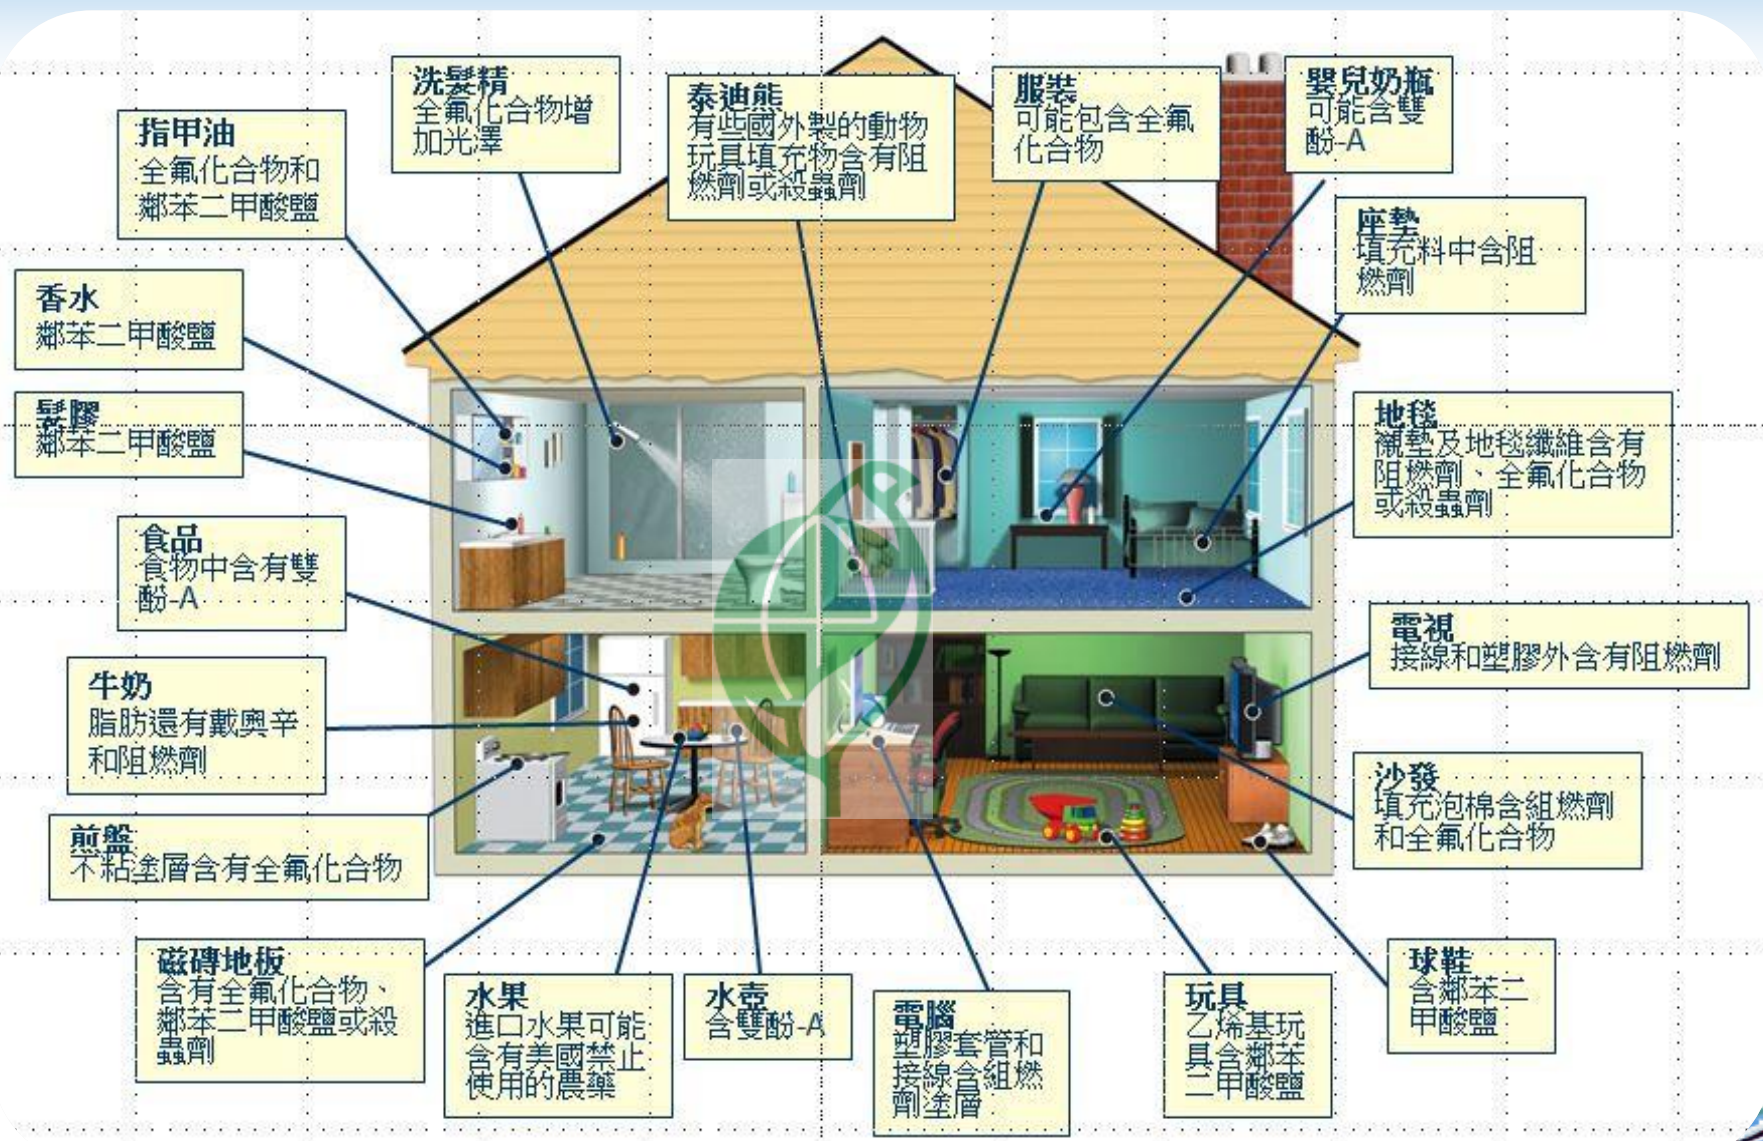 洗髮精
全氟化合物增
加光澤
泰迪熊
有些國外製的動物
玩具填充物含有阻
燃劑或殺蟲劑
服裝
可能包含全氟
化合物
嬰兒奶瓶
可能含雙
酚-A
指甲油
全氟化合物和
鄰苯二甲酸鹽
座墊
填充料中含阻
燃劑
香水
鄰苯二甲酸鹽
髮膠
鄰苯二甲酸鹽
地毯
襯墊及地毯纖維含有
阻燃劑、全氟化合物
或殺蟲劑
食品
食物中含有雙
酚-A
電視
接線和塑膠外含有阻燃劑
牛奶
脂肪還有戴奧辛
和阻燃劑
沙發
填充泡棉含組燃劑
和全氟化合物
煎盤
不粘塗層含有全氟化合物
磁磚地板
含有全氟化合物、
鄰苯二甲酸鹽或殺
蟲劑
水果
進口水果可能
含有美國禁止
使用的農藥
水壺
含雙酚-A
電腦
塑膠套管和
接線含組燃
劑塗層
玩具
乙烯基玩
具含鄰苯
二甲酸鹽
球鞋
含鄰苯二
甲酸鹽